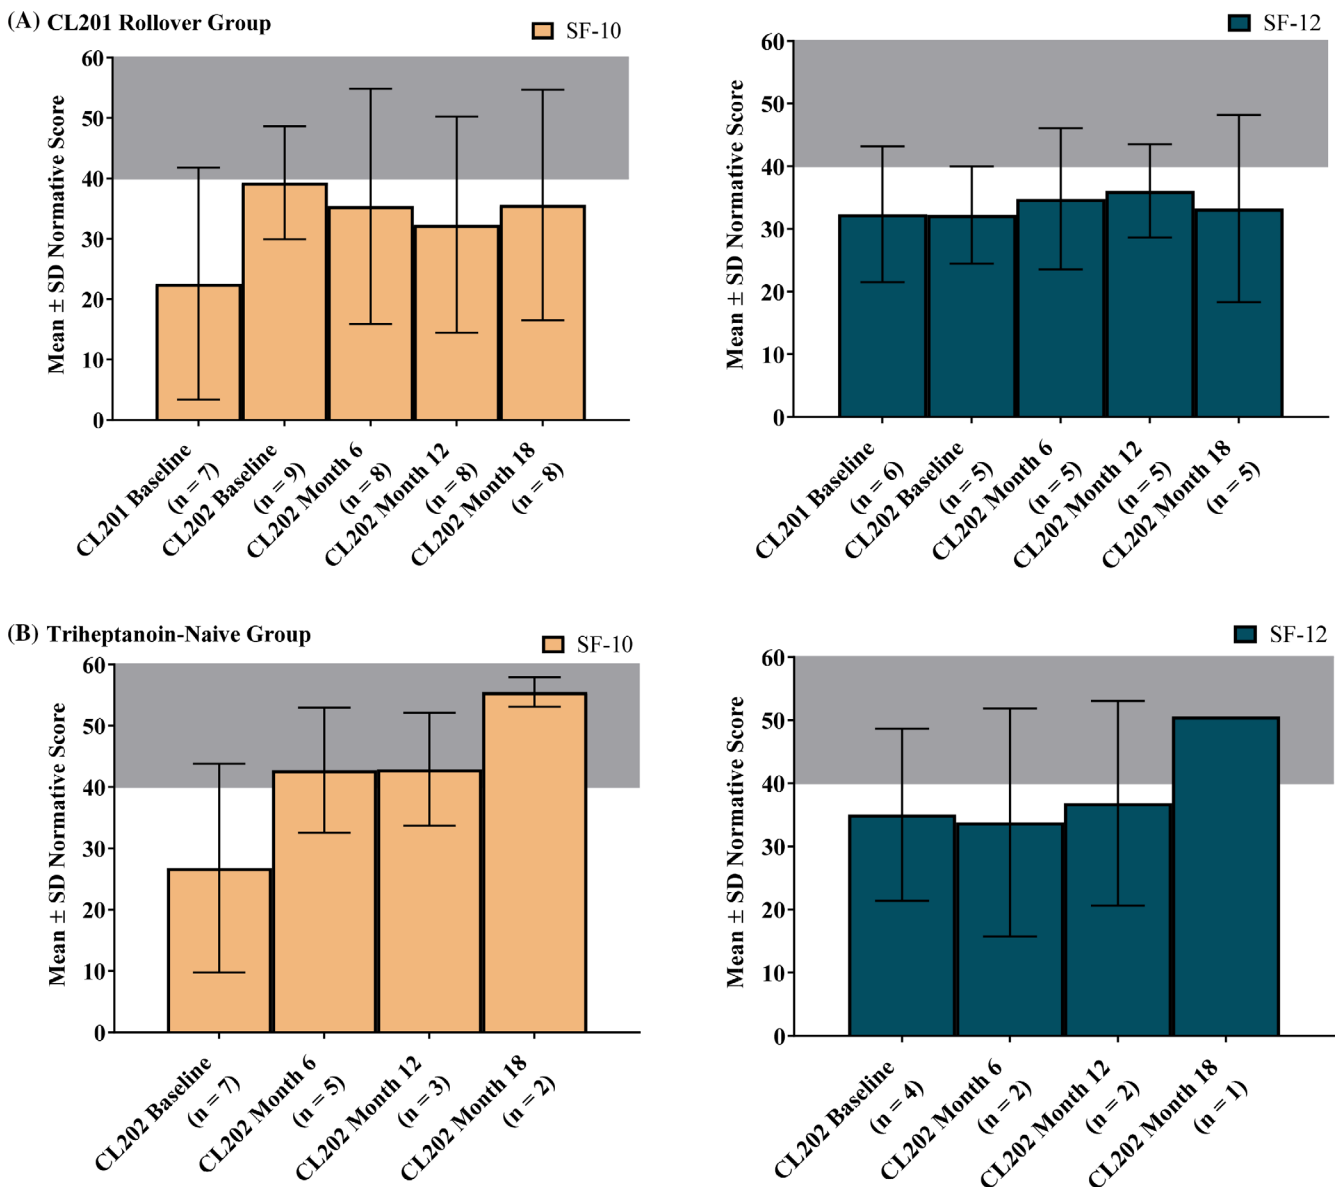 (A) CL201 Rollover Group
SF-10
Mean ± SD Normative Score
60
50
40
30
20
10
0
CL201 Baseline
(n = 7)
CL202 Baseline
(n = 9)
CL202 Month 6
(n = 8)
CL202 Month 12
(n = 8)
CL202 Month 18
(n = 8)
SF-12
Mean ± SD Normative Score
60
50
40
30
20
10
0
CL201 Baseline
(n = 6)
CL202 Baseline
(n = 5)
CL202 Month 6
(n = 5)
CL202 Month 12
(n = 5)
CL202 Month 18
(n = 5)
(B) Triheptanoin-Naive Group
SF-10
Mean ± SD Normative Score
60
50
40
30
20
10
0
CL202 Baseline
(n = 7)
CL202 Month 6
(n = 5)
CL202 Month 12
(n = 3)
CL202 Month 18
(n = 2)
SF-12
Mean ± SD Normative Score
60
50
40
30
20
10
0
CL202 Baseline
(n = 4)
CL202 Month 6
(n = 2)
CL202 Month 12
(n = 2)
CL202 Month 18
(n = 1)